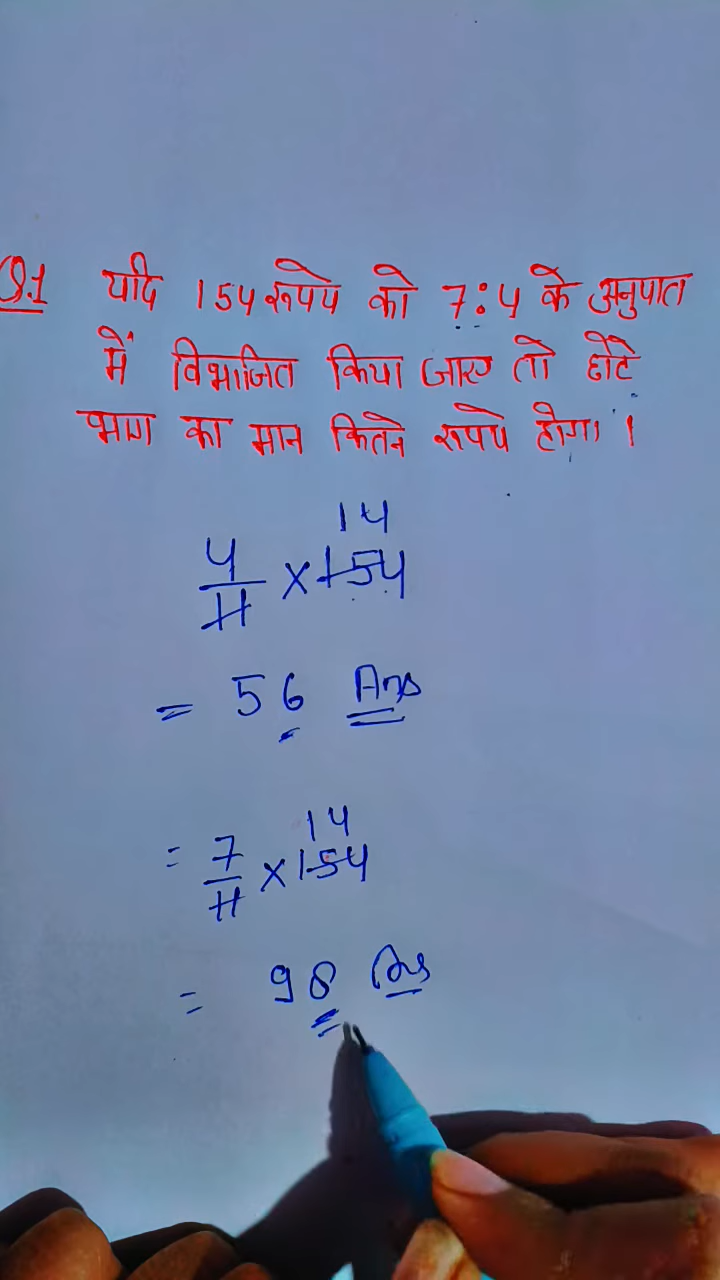 Q.1 यदि 154 रूपये को 7:4 के अनुपात
में विभाजित किया जाए तो छोटे
भाग का मान कितने रूपये होगा ।
14
4/11 × 154
= 56 Ans
14
= 7/11 × 154
= 98 Ans